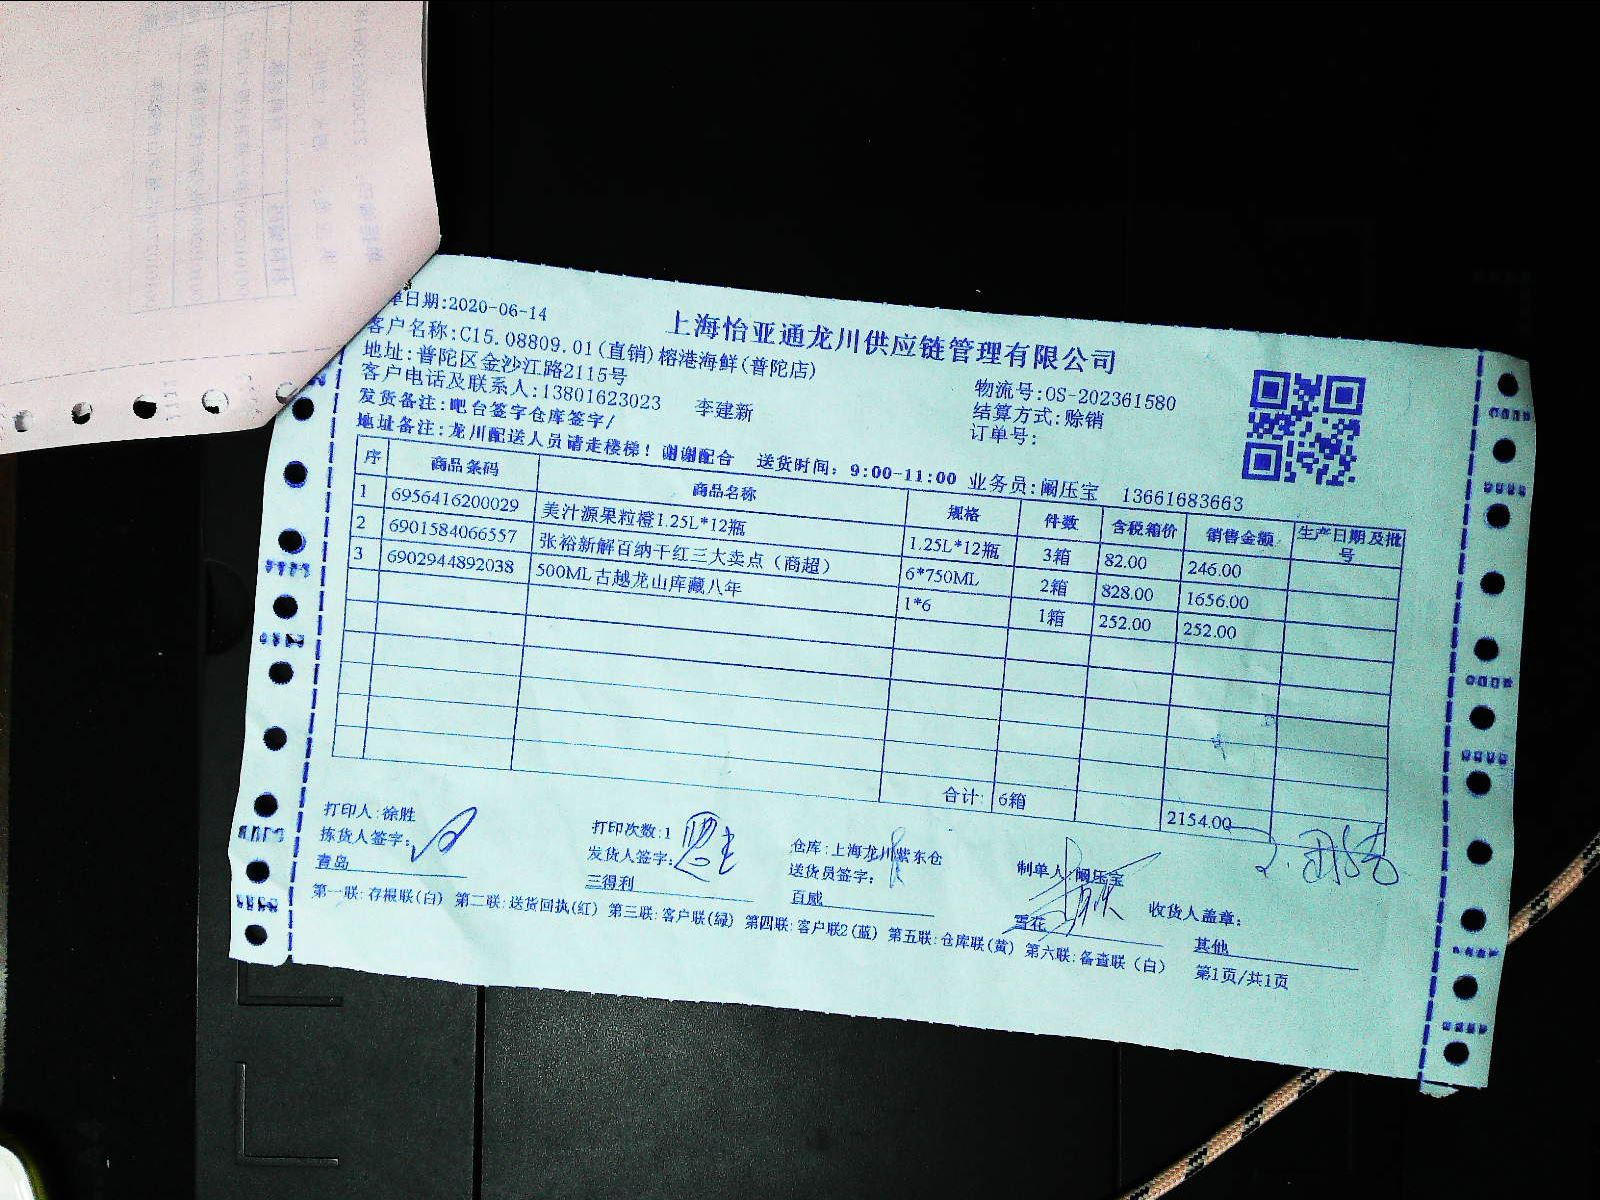 上海怡亚通龙川供应链管理有限公司
单日期:2020-06-14
客户名称:C15.08809.01(直销)榕港海鲜(普陀店)
地址:普陀区金沙江路2115号 物流号:OS-202361580
客户电话及联系人:13801623023 李建新 结算方式:赊销
发货备注:吧台签字仓库签字/ 订单号:
地址备注:龙川配送人员请走楼梯!谢谢配合 送货时间:9:00-11:00 业务员:阚压宝 13661683663
序 商品条码 商品名称 规格 件数 含税箱价 销售金额 生产日期及批号
1 6956416200029 美汁源果粒橙1.25L*12瓶 1.25L*12瓶 3箱 82.00 246.00
2 6901584066557 张裕新解百纳干红三大卖点（商超） 6*750ML 2箱 828.00 1656.00
3 6902944892038 500ML古越龙山库藏八年 1*6 1箱 252.00 252.00
合计: 6箱 2154.00
打印人:徐胜 打印次数:1 仓库:上海龙川紫东仓 制单人:阚压宝 收货人盖章:
拣货人签字: 发货人签字: 送货员签字:
青岛 三得利 百威 雪花 其他
第一联:存根联(白) 第二联:送货回执(红) 第三联:客户联(绿) 第四联:客户联2(蓝) 第五联:仓库联(黄) 第六联:备查联(白) 第1页/共1页